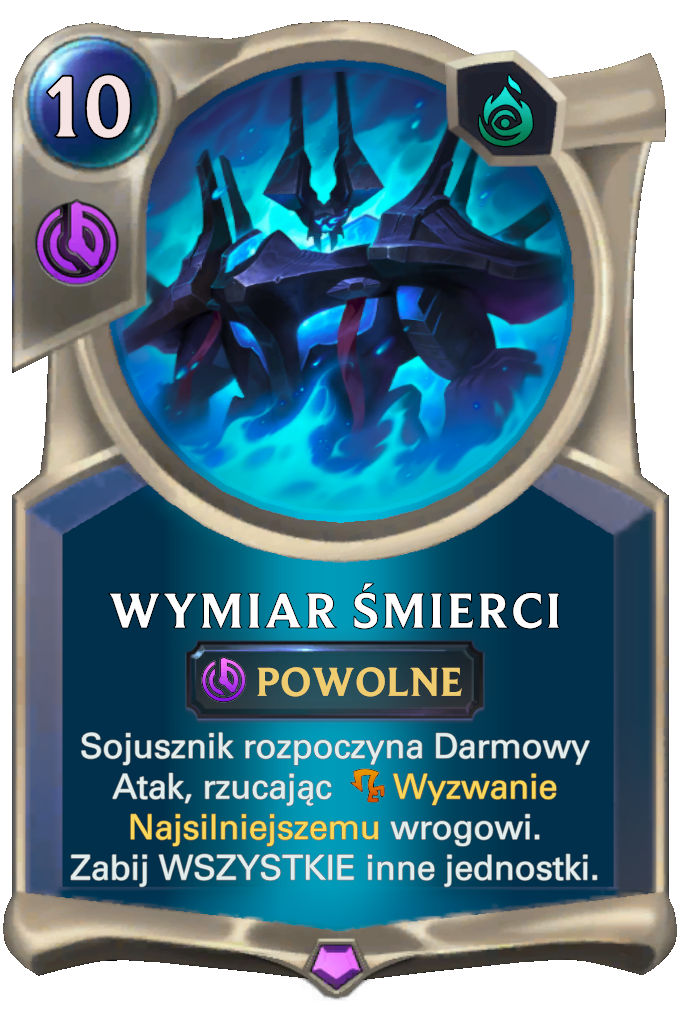 10
WYMIAR ŚMIERCI
POWOLNE
Sojusznik rozpoczyna Darmowy
Atak, rzucając Wyzwanie
Najsilniejszemu wrogowi.
Zabij WSZYSTKIE inne jednostki.